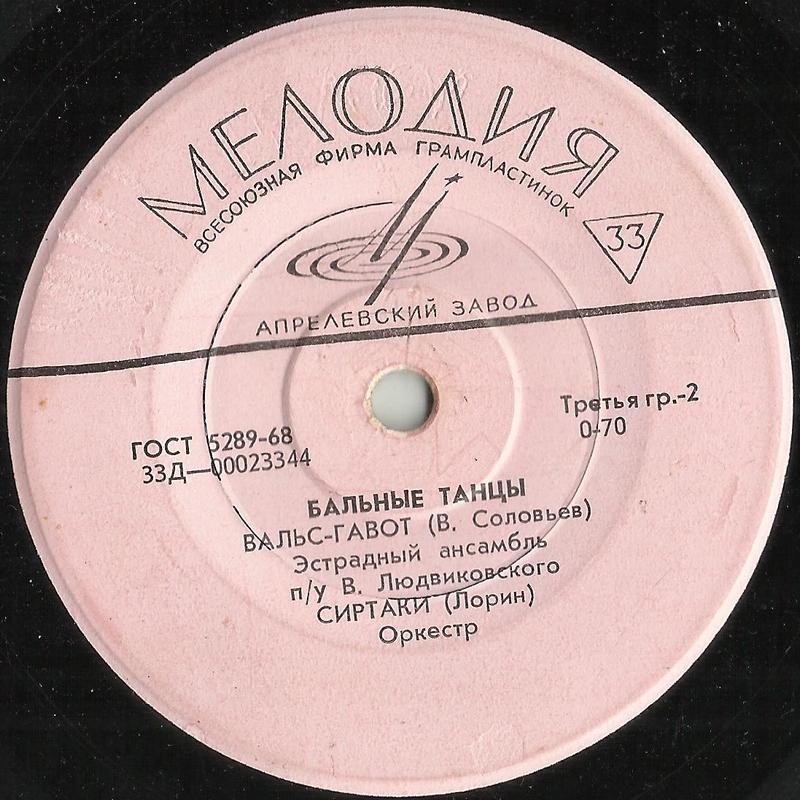 МЕЛОДИЯ
ВСЕСОЮЗНАЯ ФИРМА ГРАМПЛАСТИНОК
33
АПРЕЛЕВСКИЙ ЗАВОД
ГОСТ 5289-68
33Д—00023344
Третья гр.-2
0-70
БАЛЬНЫЕ ТАНЦЫ
ВАЛЬС-ГАВОТ (В. Соловьев)
Эстрадный ансамбль
п/у В. Людвиковского
СИРТАКИ (Лорин)
Оркестр